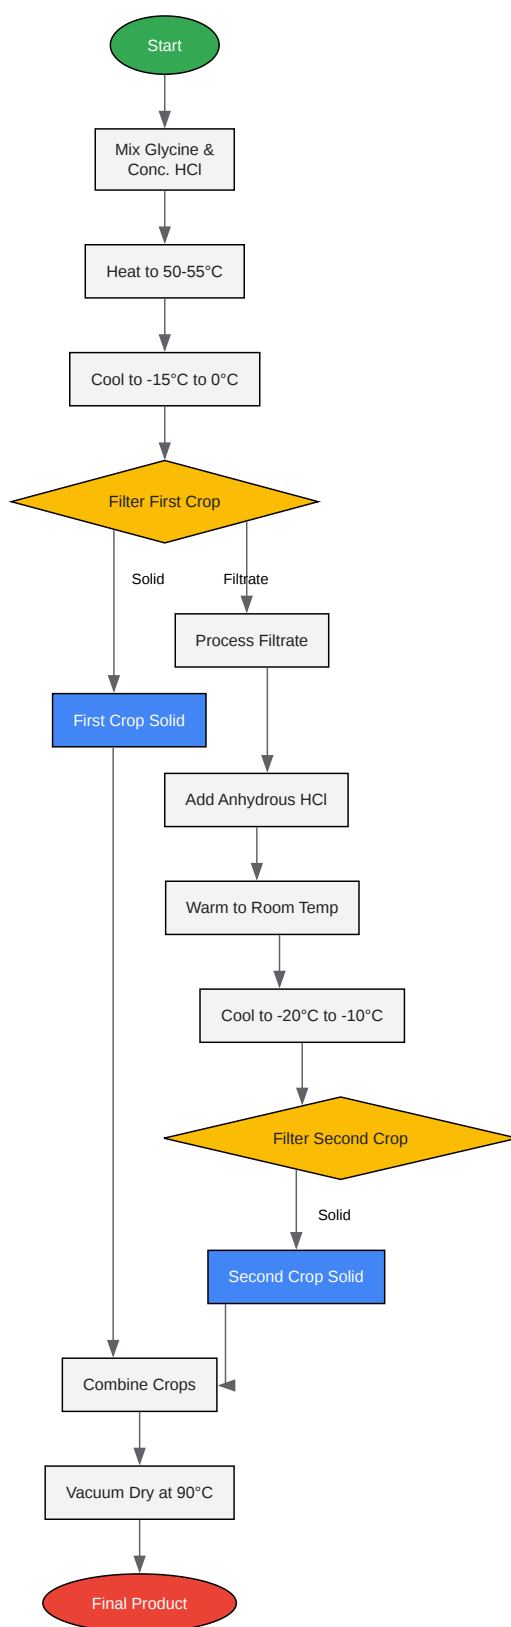 Start
Mix Glycine &
Conc. HCl
Heat to 50-55°C
Cool to -15°C to 0°C
Filter First Crop
Solid
Filtrate
Process Filtrate
First Crop Solid
Add Anhydrous HCl
Warm to Room Temp
Cool to -20°C to -10°C
Filter Second Crop
Solid
Second Crop Solid
Combine Crops
Vacuum Dry at 90°C
Final Product